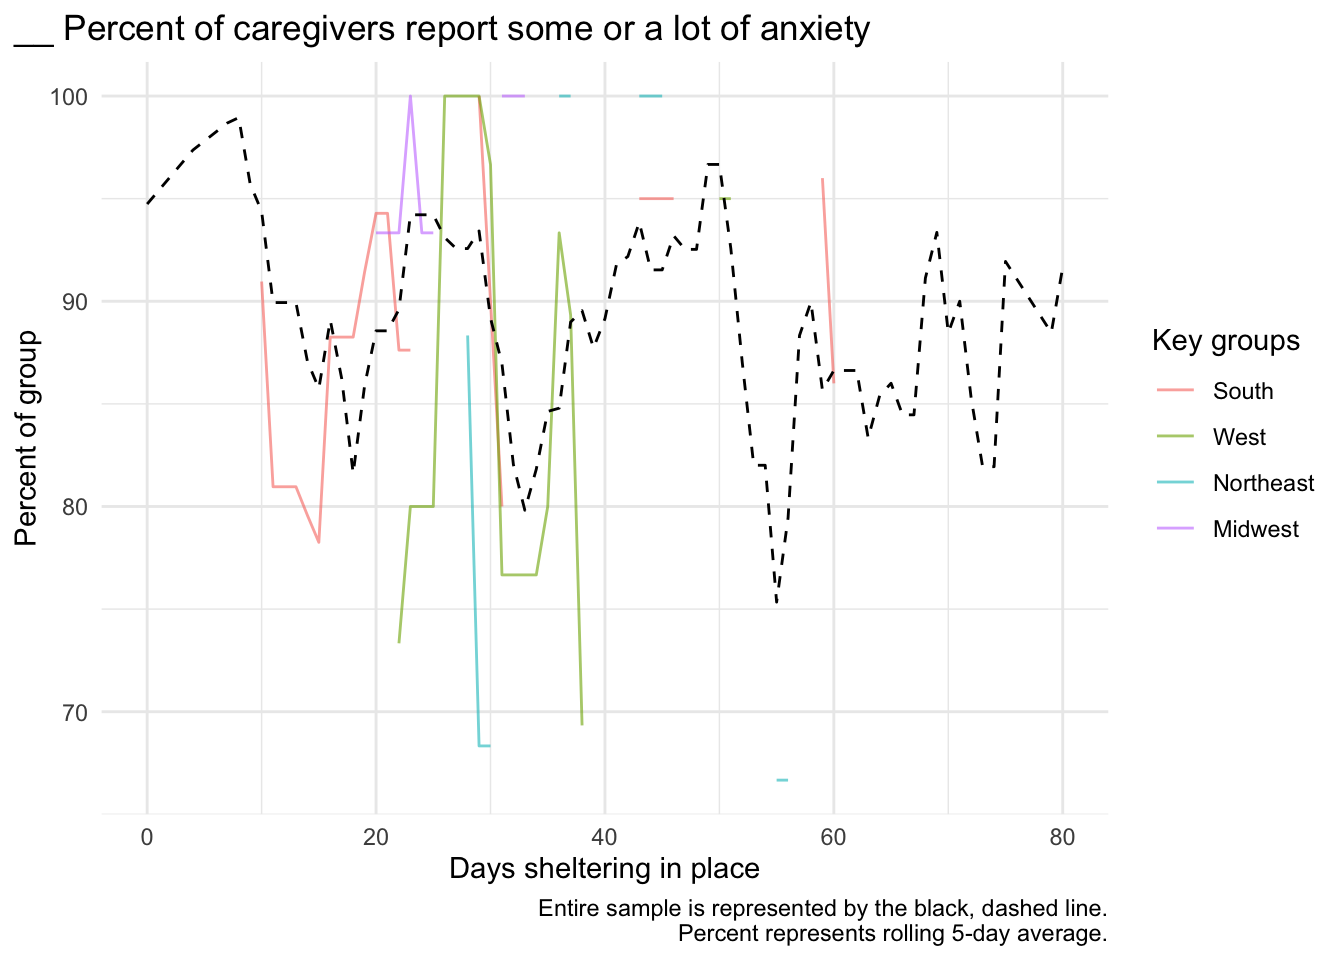 __ Percent of caregivers report some or a lot of anxiety
100
90
80
70
Percent of group
0 20 40 60 80
Days sheltering in place
Key groups
South
West
Northeast
Midwest
Entire sample is represented by the black, dashed line.
Percent represents rolling 5-day average.